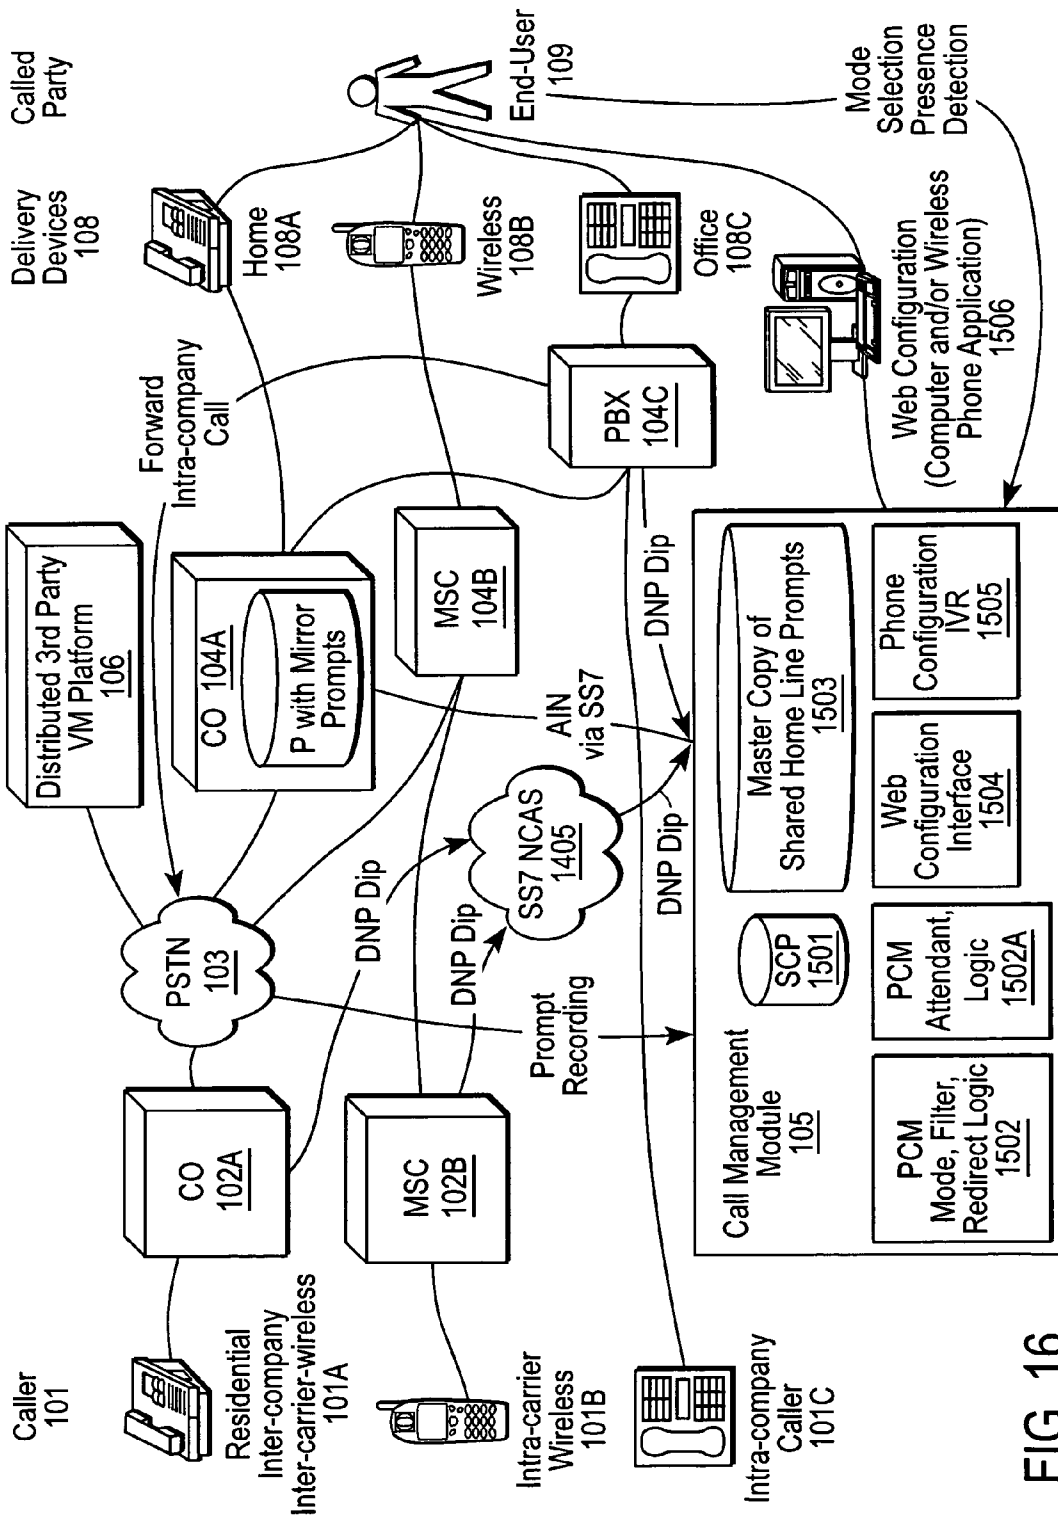 Caller
101
Delivery
Devices
108
Called
Party
Residential
Inter-company
Inter-carrier-wireless
101A
CO
102A
PSTN
103
Distributed 3rd Party
VM Platform
106
Forward
Intra-company
Call
CO 104A
P with Mirror
Prompts
Home
108A
Intra-carrier
Wireless
101B
MSC
102B
DNP Dip
DNP Dip
SS7 NCAS
1405
MSC
104B
AIN
via SS7
Wireless
108B
End-User
109
Intra-company
Caller
101C
Prompt
Recording
DNP Dip
DNP Dip
PBX
104C
Office
108C
Mode
Selection
Presence
Detection
Web Configuration
(Computer and/or Wireless
Phone Application)
1506
Call Management
Module
105
SCP
1501
Master Copy of
Shared Home Line Prompts
1503
PCM
Mode, Filter,
Redirect Logic
1502
PCM
Attendant,
Logic
1502A
Web
Configuration
Interface
1504
Phone
Configuration
IVR
1505
FIG. 16